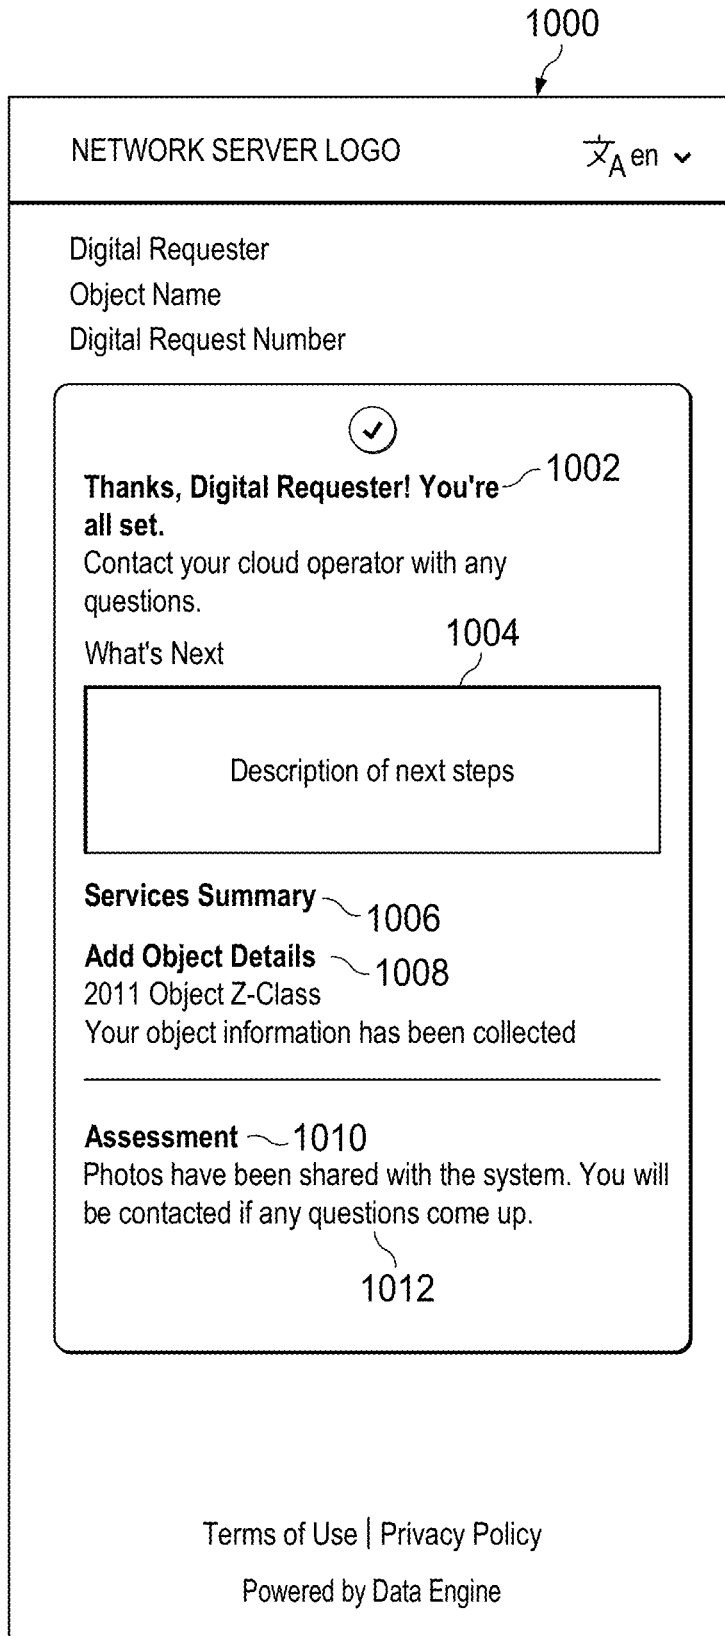 1000
NETWORK SERVER LOGO
文A en
Digital Requester
Object Name
Digital Request Number
Thanks, Digital Requester! You're
1002
all set.
Contact your cloud operator with any
questions.
1004
What's Next
Description of next steps
Services Summary
1006
Add Object Details
1008
2011 Object Z-Class
Your object information has been collected
Assessment
1010
Photos have been shared with the system. You will
be contacted if any questions come up.
1012
Terms of Use | Privacy Policy
Powered by Data Engine